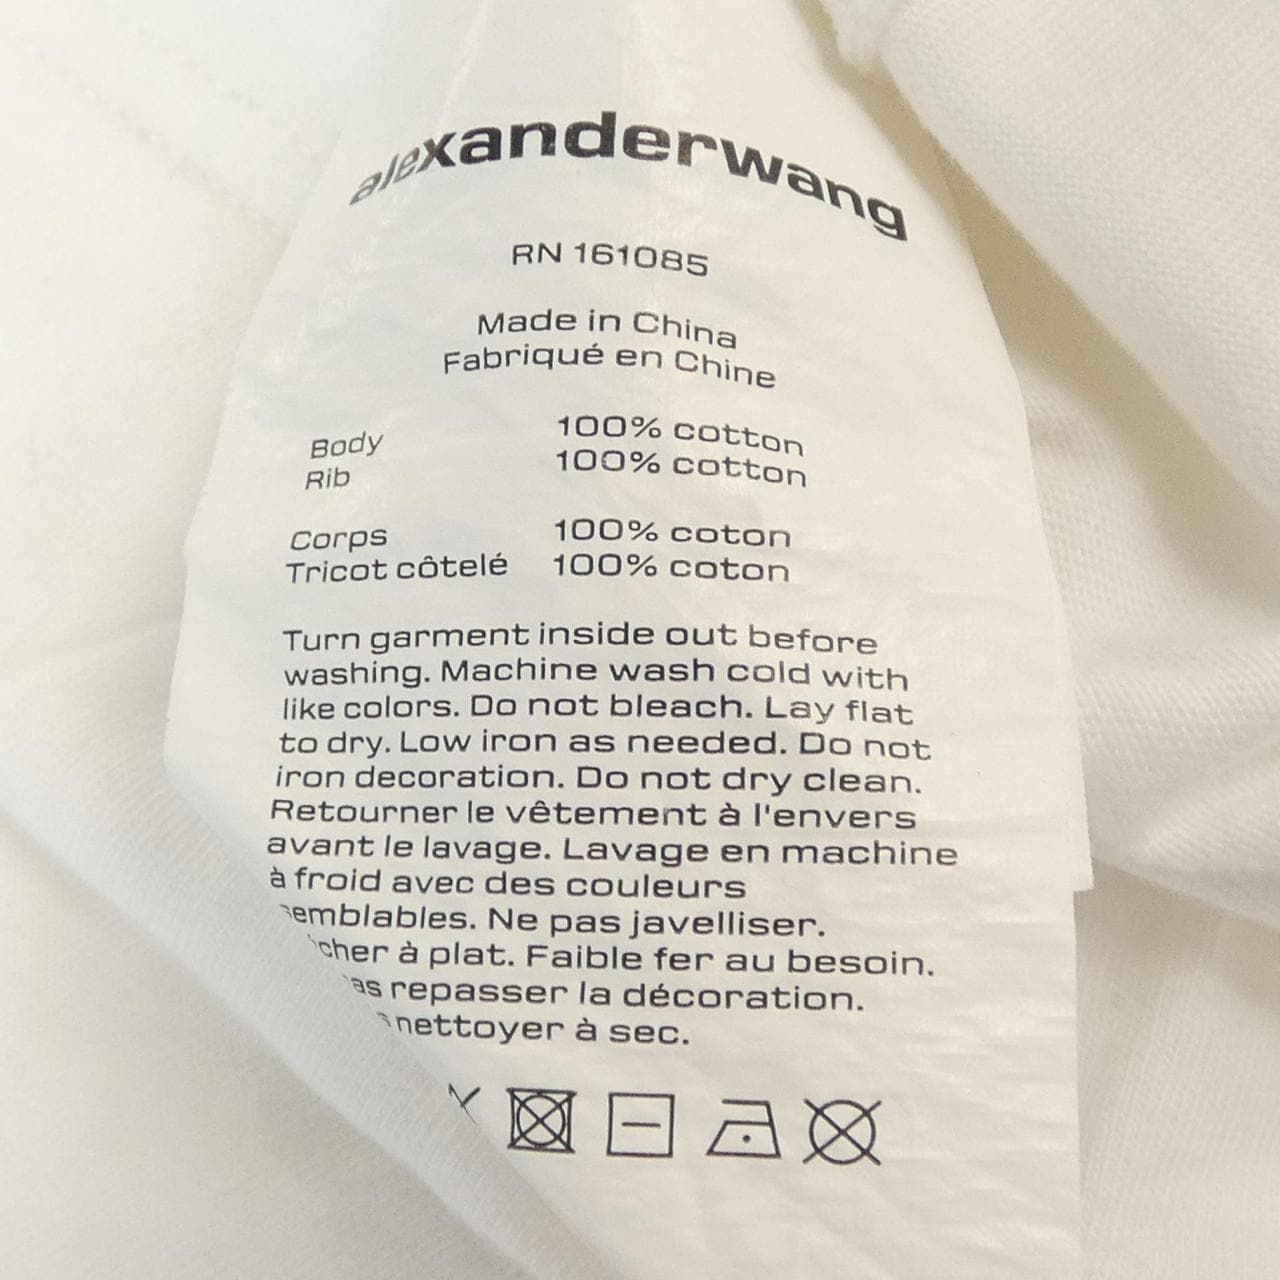 alexanderwang
RN 161085
Made in China
Fabriqué en Chine
Body 100% cotton
Rib 100% cotton
Corps 100% coton
Tricot côtelé 100% coton
Turn garment inside out before
washing. Machine wash cold with
like colors. Do not bleach. Lay flat
to dry. Low iron as needed. Do not
iron decoration. Do not dry clean.
Retourner le vêtement à l'envers
avant le lavage. Lavage en machine
à froid avec des couleurs
semblables. Ne pas javelliser.
à plat. Faible fer au besoin.
repasser la décoration.
nettoyer à sec.